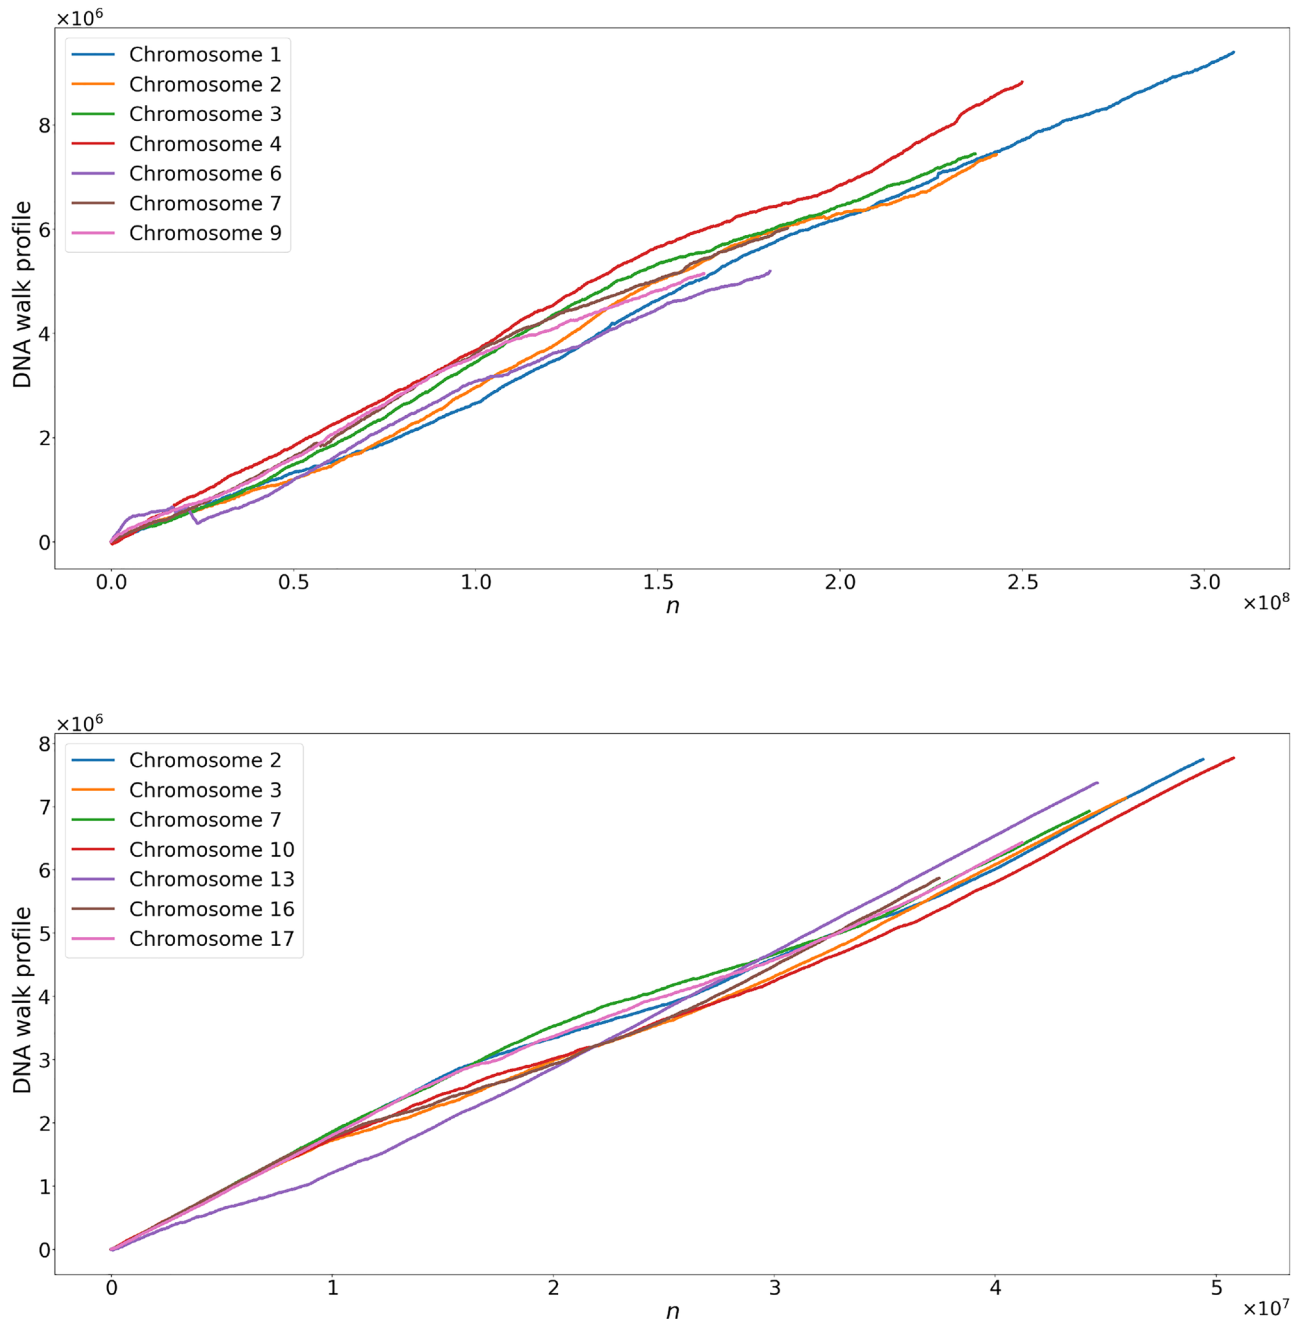 ×10⁶
Chromosome 1
Chromosome 2
Chromosome 3
Chromosome 4
Chromosome 6
Chromosome 7
Chromosome 9
8
6
4
2
0
DNA walk profile
0.0 0.5 1.0 1.5 2.0 2.5 3.0
×10⁸
n
×10⁶
Chromosome 2
Chromosome 3
Chromosome 7
Chromosome 10
Chromosome 13
Chromosome 16
Chromosome 17
8
7
6
5
4
3
2
1
0
DNA walk profile
0 1 2 3 4 5
×10⁷
n